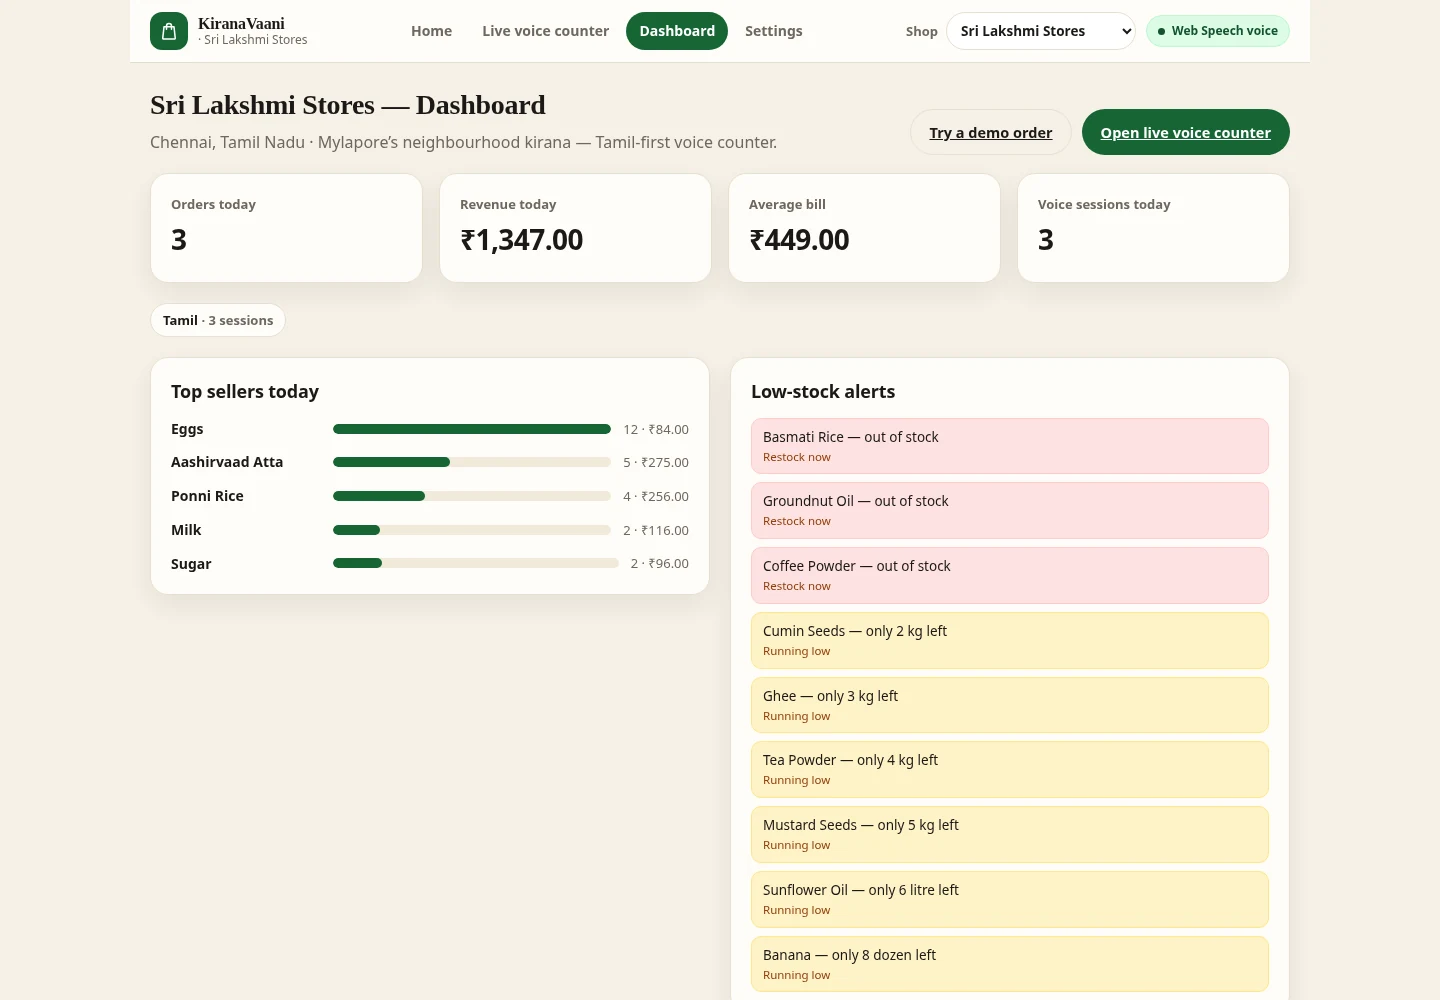 KiranaVaani
· Sri Lakshmi Stores
Home
Live voice counter
Dashboard
Settings
Shop
Sri Lakshmi Stores
Web Speech voice
Sri Lakshmi Stores — Dashboard
Chennai, Tamil Nadu · Mylapore’s neighbourhood kirana — Tamil-first voice counter.
Try a demo order
Open live voice counter
Orders today
3
Revenue today
₹1,347.00
Average bill
₹449.00
Voice sessions today
3
Tamil · 3 sessions
Top sellers today
Eggs
12 · ₹84.00
Aashirvaad Atta
5 · ₹275.00
Ponni Rice
4 · ₹256.00
Milk
2 · ₹116.00
Sugar
2 · ₹96.00
Low-stock alerts
Basmati Rice — out of stock
Restock now
Groundnut Oil — out of stock
Restock now
Coffee Powder — out of stock
Restock now
Cumin Seeds — only 2 kg left
Running low
Ghee — only 3 kg left
Running low
Tea Powder — only 4 kg left
Running low
Mustard Seeds — only 5 kg left
Running low
Sunflower Oil — only 6 litre left
Running low
Banana — only 8 dozen left
Running low